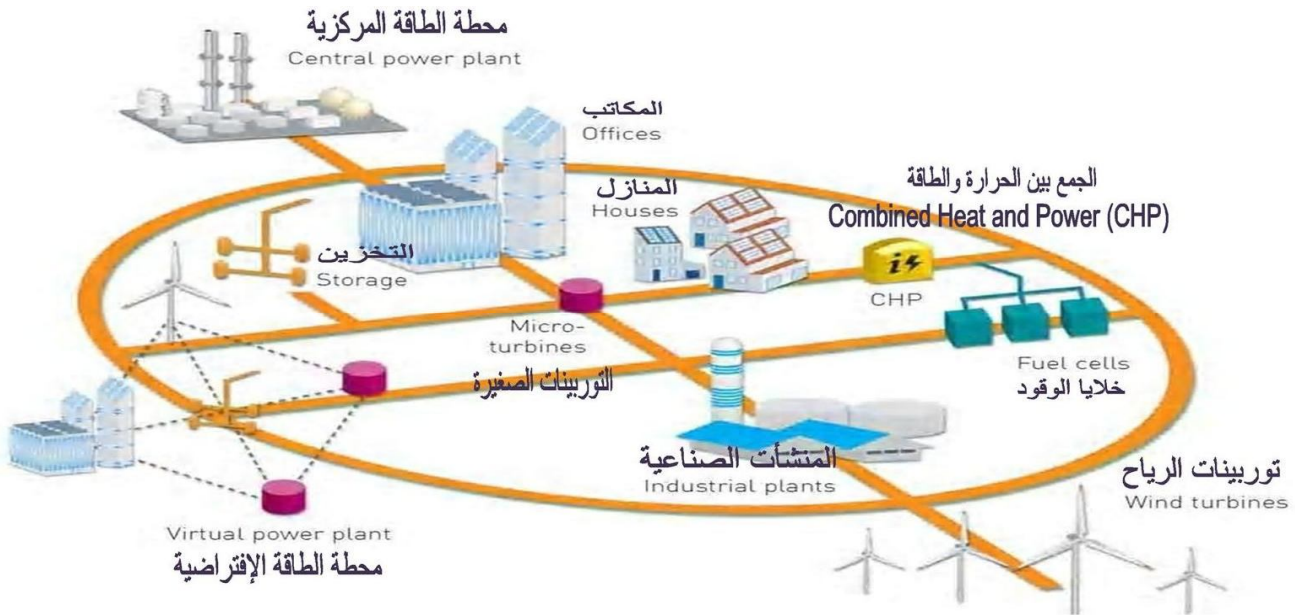 محطة الطاقة المركزية
Central power plant
المكاتب
Offices
المنازل
Houses
الجمع بين الحرارة والطاقة
Combined Heat and Power (CHP)
التخزين
Storage
CHP
Micro-
turbines
التوربينات الصغيرة
Fuel cells
خلايا الوقود
المنشأت الصناعية
Industrial plants
توربينات الرياح
Wind turbines
Virtual power plant
محطة الطاقة الإفتراضية